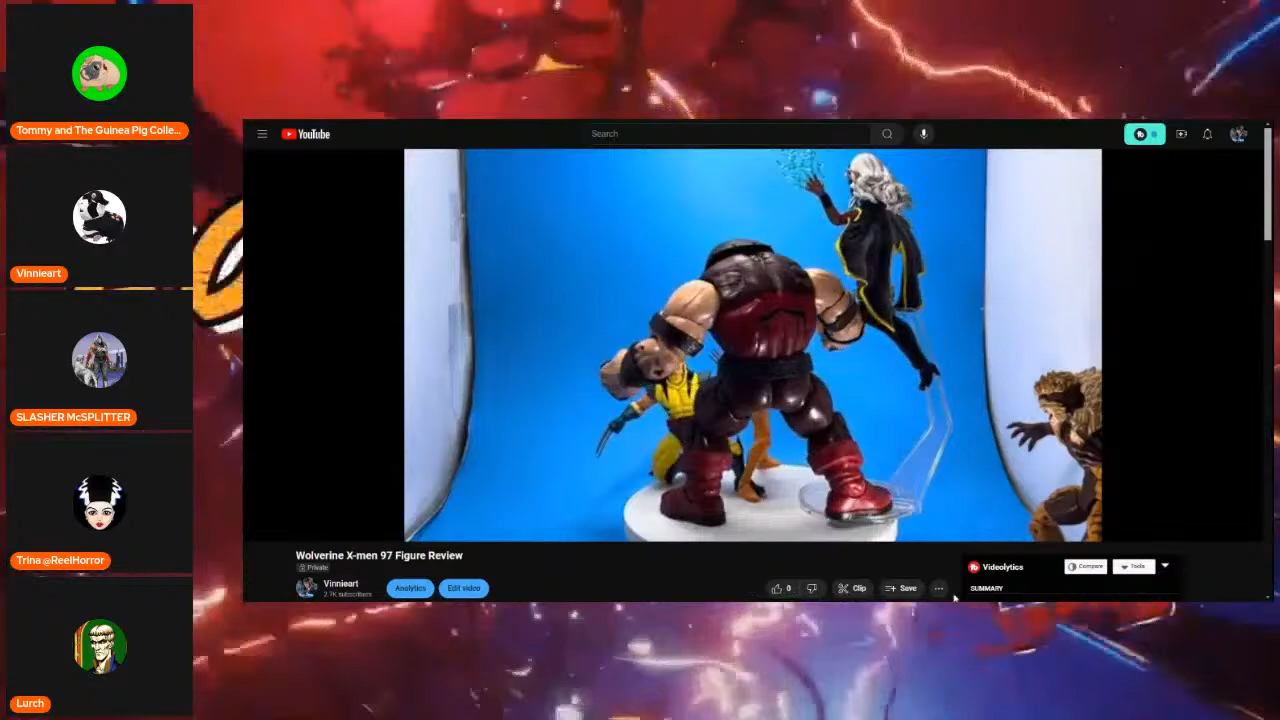 Tommy and The Guinea Pig Colle...
Vinnieart
SLASHER McSPLITTER
Trina @ReelHorror
Lurch
YouTube
Search
Wolverine X-men 97 Figure Review
Private
Vinnieart
2.7K subscribers
Analytics
Edit video
0
Clip
Save
Videolytics
Compare
Tools
SUMMARY